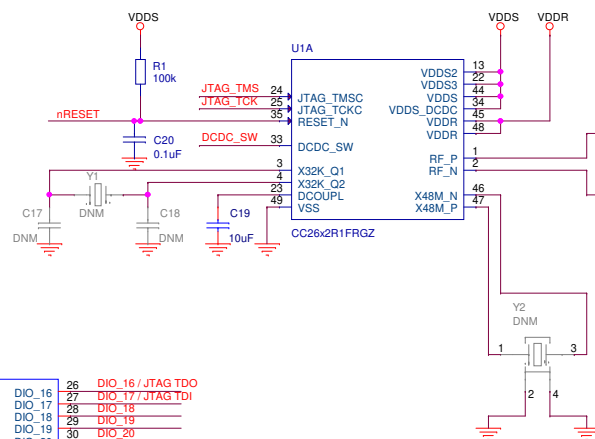 VDDS
VDDS
VDDR
U1A
R1
100k
13
VDDS2
22
VDDS3
44
VDDS
34
VDDS_DCDC
45
VDDR
48
VDDR
JTAG_TMS
24
JTAG_TMSC
JTAG_TCK
25
JTAG_TCKC
nRESET
35
RESET_N
C20
0.1uF
DCDC_SW
33
DCDC_SW
1
RF_P
2
RF_N
3
X32K_Q1
4
X32K_Q2
23
DCOUPL
49
VSS
46
X48M_N
47
X48M_P
Y1
DNM
C17
DNM
C18
DNM
C19
10uF
CC26x2R1FRGZ
Y2
DNM
1
3
2
4
DIO_16
26
DIO_16 / JTAG TDO
DIO_17
27
DIO_17 / JTAG TDI
DIO_18
28
DIO_18
DIO_19
29
DIO_19
30
DIO_20